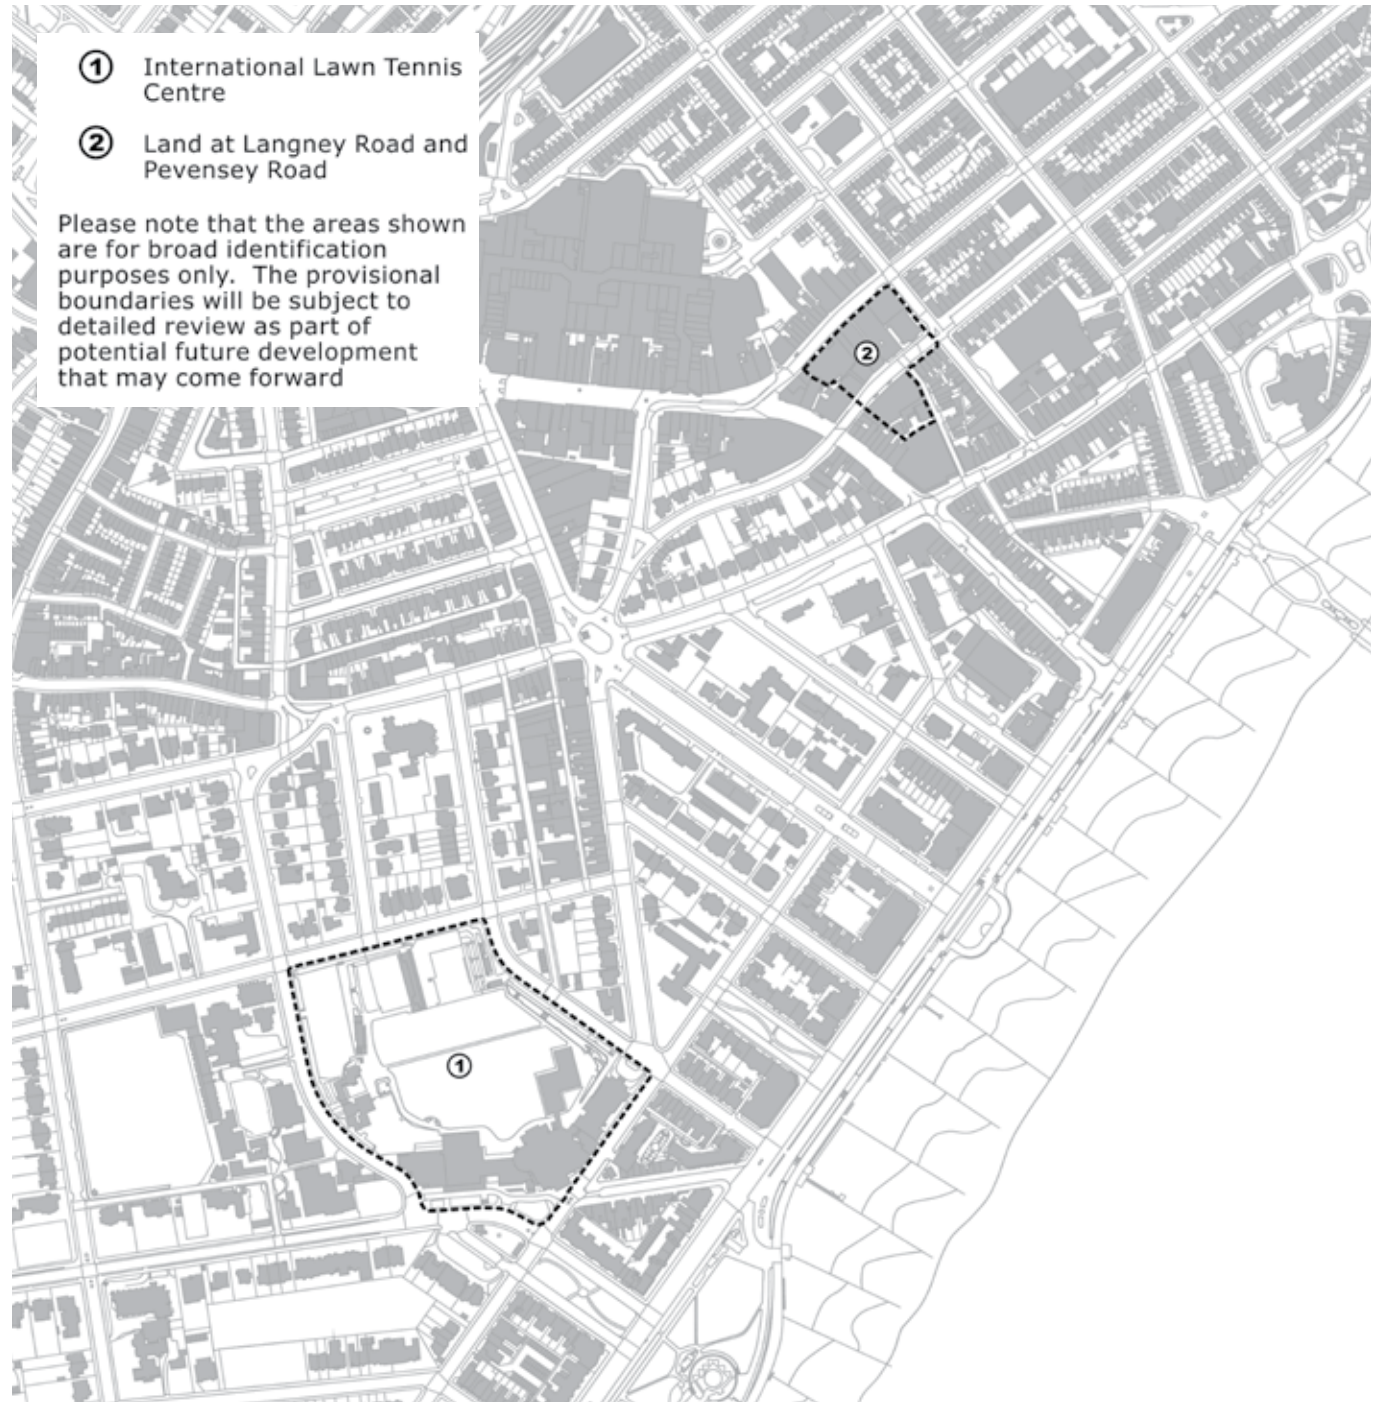 1 International Lawn Tennis
Centre
2 Land at Langney Road and
Pevensey Road
Please note that the areas shown
are for broad identification
purposes only. The provisional
boundaries will be subject to
detailed review as part of
potential future development
that may come forward
2
1